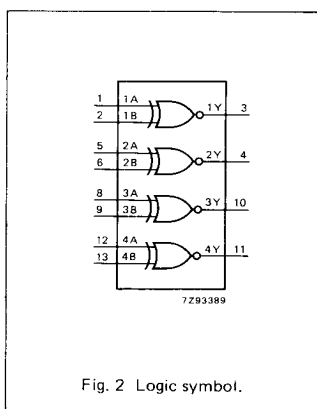 1 1A 1Y 3
2 1B
5 2A 2Y 4
6 2B
8 3A 3Y 10
9 3B
12 4A 4Y 11
13 4B
7Z93389
Fig. 2 Logic symbol.